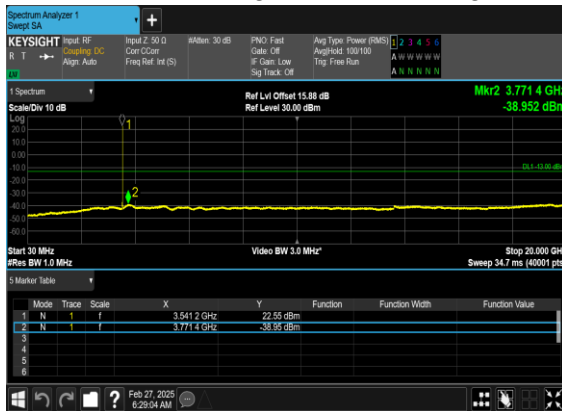 Spectrum Analyzer 1
Swept SA
+
KEYSIGHT Input: RF Input Z: 50 Ω #Atten: 30 dB PNO: Fast Avg Type: Power (RMS) 1 2 3 4 5 6
R T Coupling: DC Corr CCorr Gate: Off Avg|Hold: 100/100 A W W W W W
Align: Auto Freq Ref: Int (S) IF Gain: Low Trig: Free Run
Sig Track: Off A N N N N N
1 Spectrum Ref Lvl Offset 15.88 dB Mkr2 3.771 4 GHz
Scale/Div 10 dB Ref Level 30.00 dBm -38.952 dBm
Log
20.0
10.0
0.00
-10.0
-20.0
-30.0
-40.0
-50.0
-60.0
1
2
DL1 -13.00 dBm
Start 30 MHz Video BW 3.0 MHz* Stop 20.000 GHz
#Res BW 1.0 MHz Sweep 34.7 ms (40001 pts)
5 Marker Table
Mode Trace Scale X Y Function Function Width Function Value
1 N 1 f 3.541 2 GHz 22.55 dBm
2 N 1 f 3.771 4 GHz -38.95 dBm
3
4
5
6
? Feb 27, 2025
6:29:04 AM